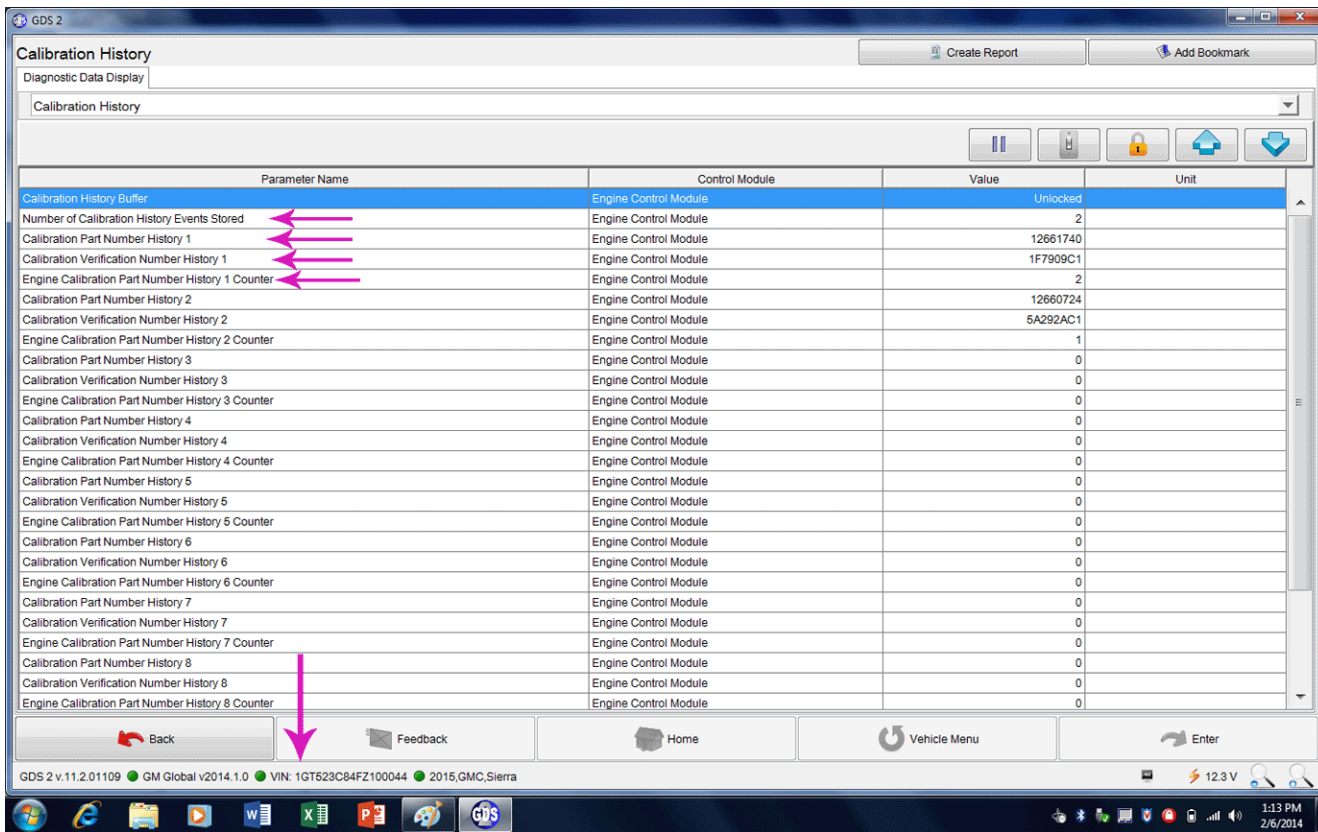 GDS 2
Calibration History
Create Report
Add Bookmark
Diagnostic Data Display
Calibration History
Parameter Name Control Module Value Unit
Calibration History Buffer Engine Control Module Unlocked
Number of Calibration History Events Stored Engine Control Module 2
Calibration Part Number History 1 Engine Control Module 12661740
Calibration Verification Number History 1 Engine Control Module 1F7909C1
Engine Calibration Part Number History 1 Counter Engine Control Module 2
Calibration Part Number History 2 Engine Control Module 12660724
Calibration Verification Number History 2 Engine Control Module 5A292AC1
Engine Calibration Part Number History 2 Counter Engine Control Module 1
Calibration Part Number History 3 Engine Control Module 0
Calibration Verification Number History 3 Engine Control Module 0
Engine Calibration Part Number History 3 Counter Engine Control Module 0
Calibration Part Number History 4 Engine Control Module 0
Calibration Verification Number History 4 Engine Control Module 0
Engine Calibration Part Number History 4 Counter Engine Control Module 0
Calibration Part Number History 5 Engine Control Module 0
Calibration Verification Number History 5 Engine Control Module 0
Engine Calibration Part Number History 5 Counter Engine Control Module 0
Calibration Part Number History 6 Engine Control Module 0
Calibration Verification Number History 6 Engine Control Module 0
Engine Calibration Part Number History 6 Counter Engine Control Module 0
Calibration Part Number History 7 Engine Control Module 0
Calibration Verification Number History 7 Engine Control Module 0
Engine Calibration Part Number History 7 Counter Engine Control Module 0
Calibration Part Number History 8 Engine Control Module 0
Calibration Verification Number History 8 Engine Control Module 0
Engine Calibration Part Number History 8 Counter Engine Control Module 0
Back Feedback Home Vehicle Menu Enter
GDS 2 v.11.2.01109 GM Global v2014.1.0 VIN: 1GT523C84FZ100044 2015,GMC,Sierra 12.3 V
GDS
1:13 PM
2/6/2014